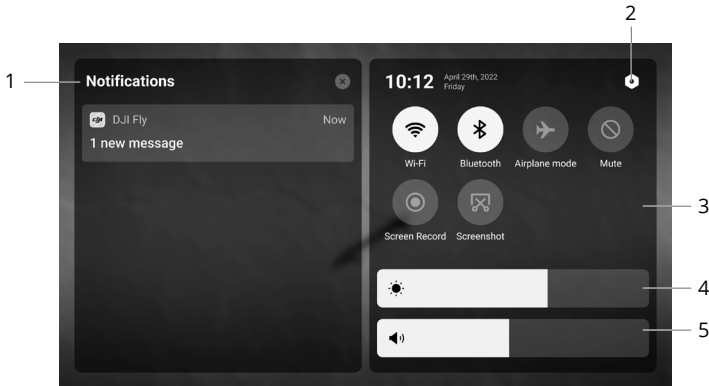 2
1
Notifications
10:12
April 29th, 2022
Friday
dji
DJI Fly
Now
1 new message
Wi-Fi
Bluetooth
Airplane mode
Mute
3
Screen Record
Screenshot
4
5